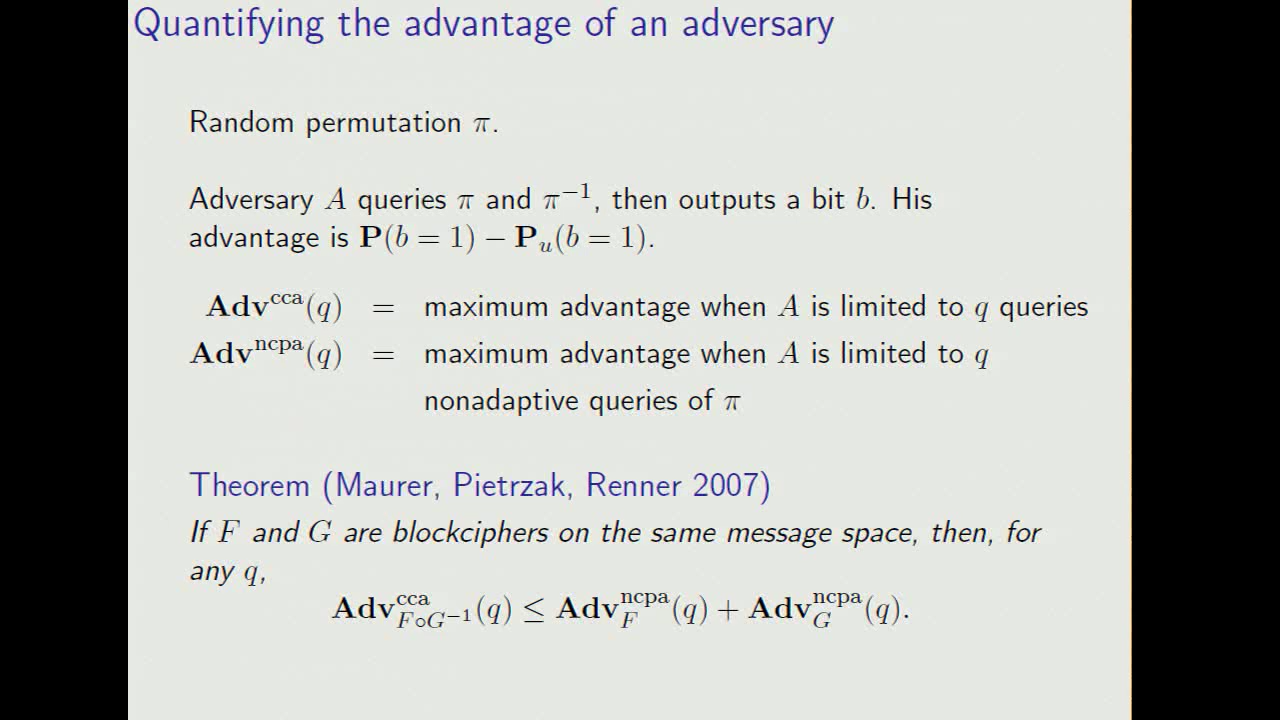 Quantifying the advantage of an adversary
Random permutation π.
Adversary A queries π and π⁻¹, then outputs a bit b. His
advantage is P(b = 1) − Pᵤ(b = 1).
Adv^cca(q) = maximum advantage when A is limited to q queries
Adv^ncpa(q) = maximum advantage when A is limited to q
nonadaptive queries of π
Theorem (Maurer, Pietrzak, Renner 2007)
If F and G are blockciphers on the same message space, then, for
any q,
Adv^cca_{F∘G⁻¹}(q) ≤ Adv^ncpa_F(q) + Adv^ncpa_G(q).